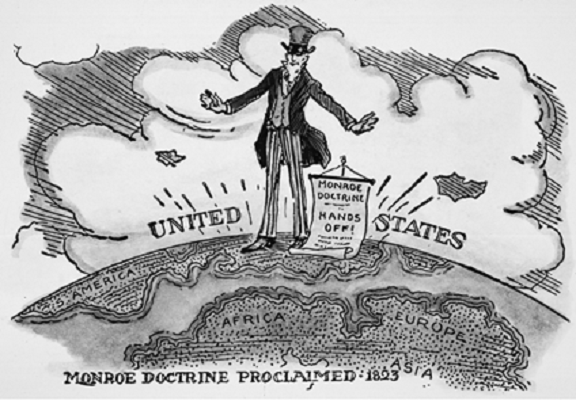 MONROE
DOCTRINE
HANDS
OFF!
UNITED STATES
S. AMERICA
AFRICA
EUROPE
ASIA
MONROE DOCTRINE PROCLAIMED - 1823